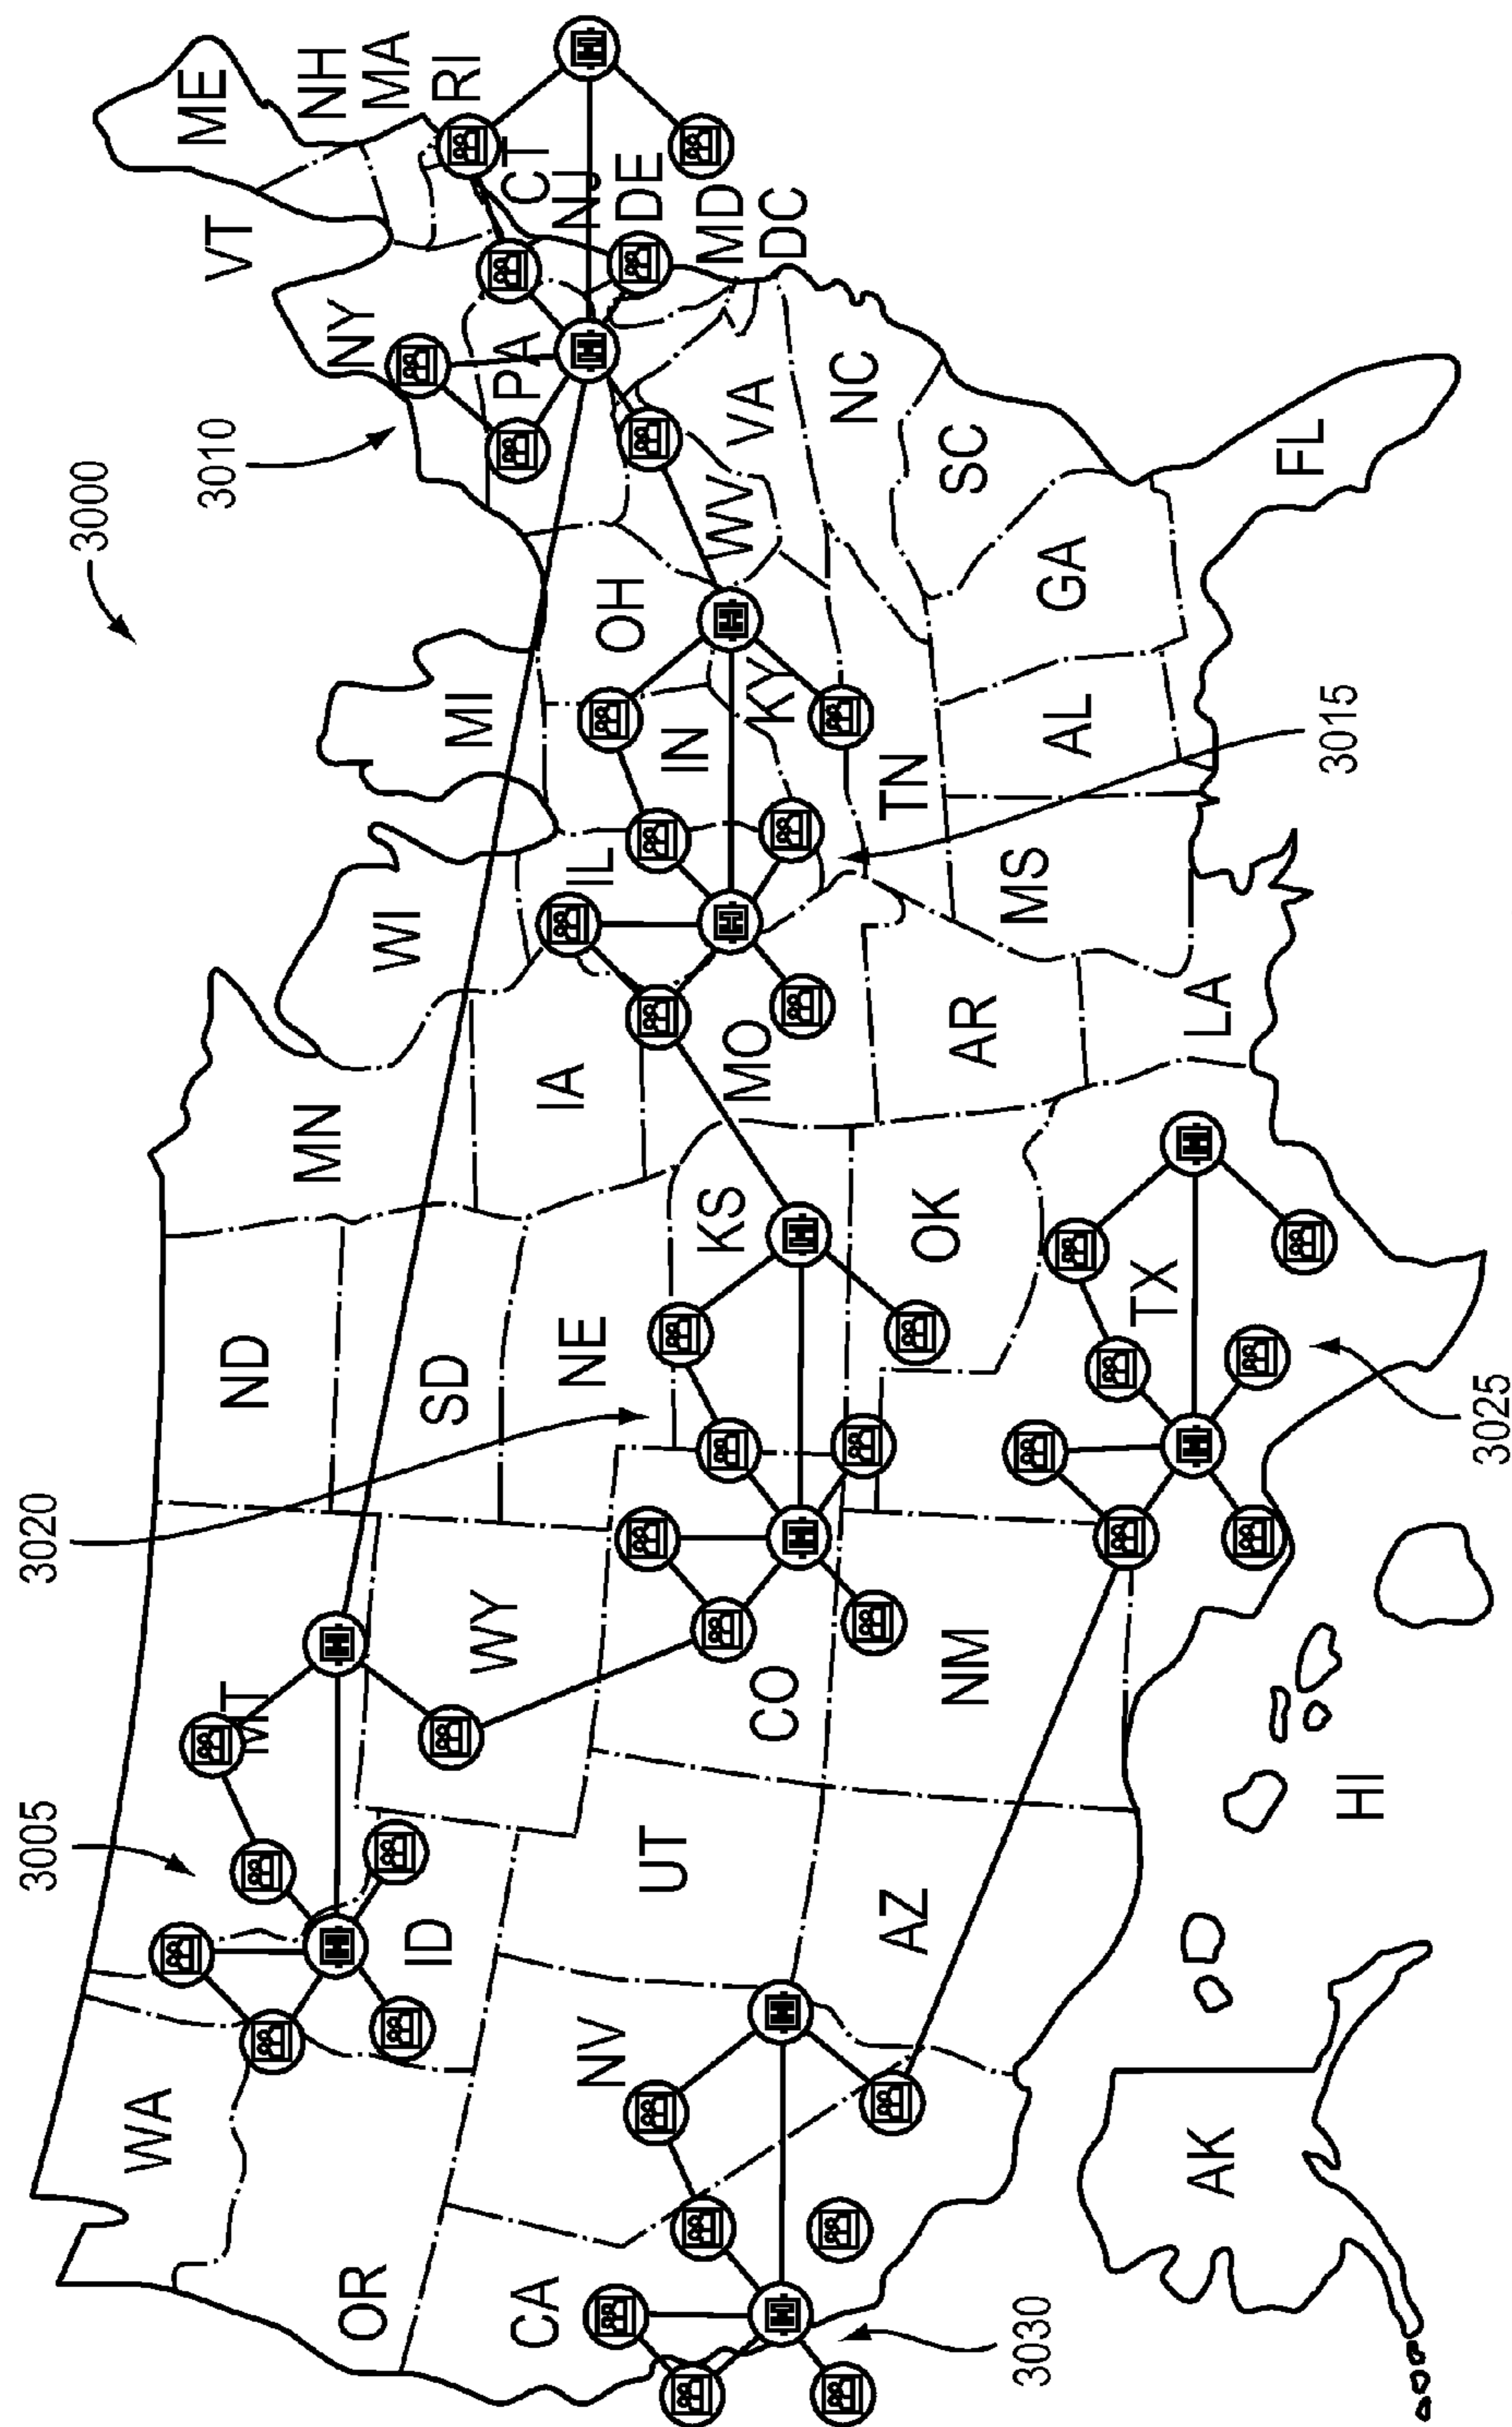 3005
3020
3000
WA
MT
ND
MN
3010
VT
ME
OR
ID
SD
WI
MI
NY
NH
MA
RI
CA
NV
WY
NE
IA
IL
OH
PA
CT
NJ
DE
UT
CO
KS
MO
IN
KY
WV
VA
MD
DC
AZ
NM
OK
AR
TN
NC
SC
3030
TX
MS
AL
GA
AK
HI
LA
3015
FL
3025